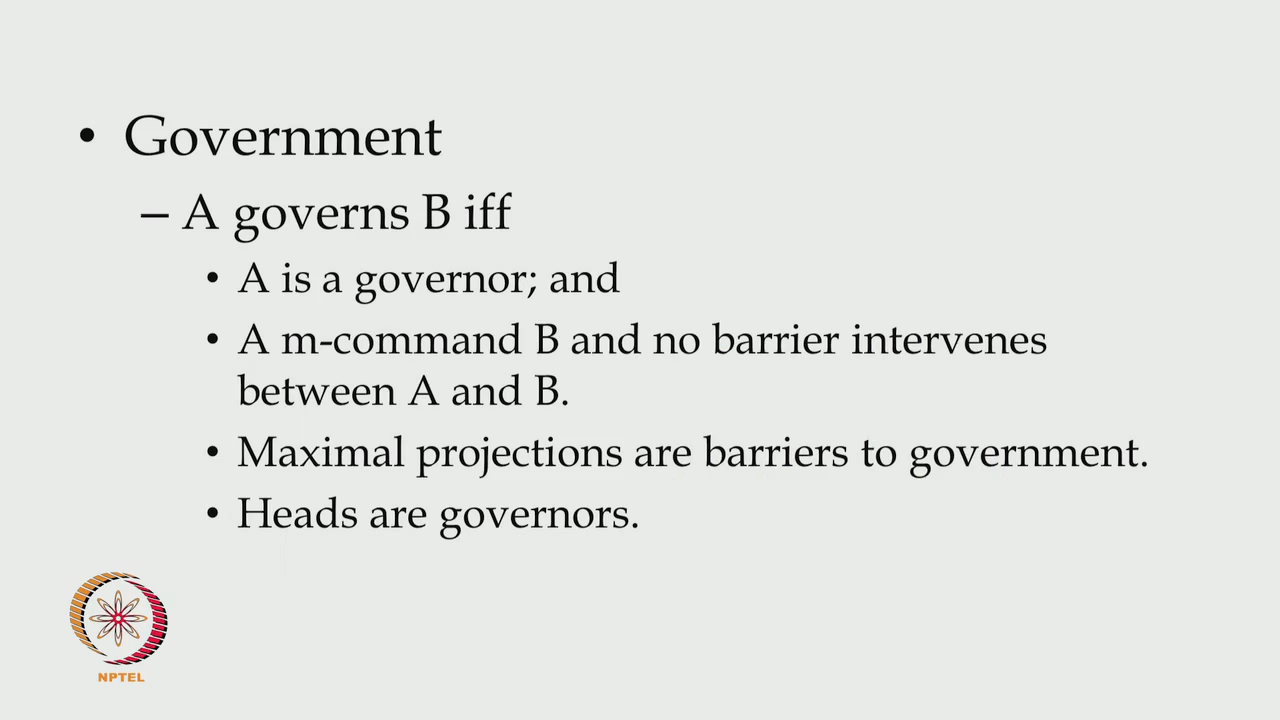 • Government
– A governs B iff
• A is a governor; and
• A m-command B and no barrier intervenes
between A and B.
• Maximal projections are barriers to government.
• Heads are governors.
NPTEL